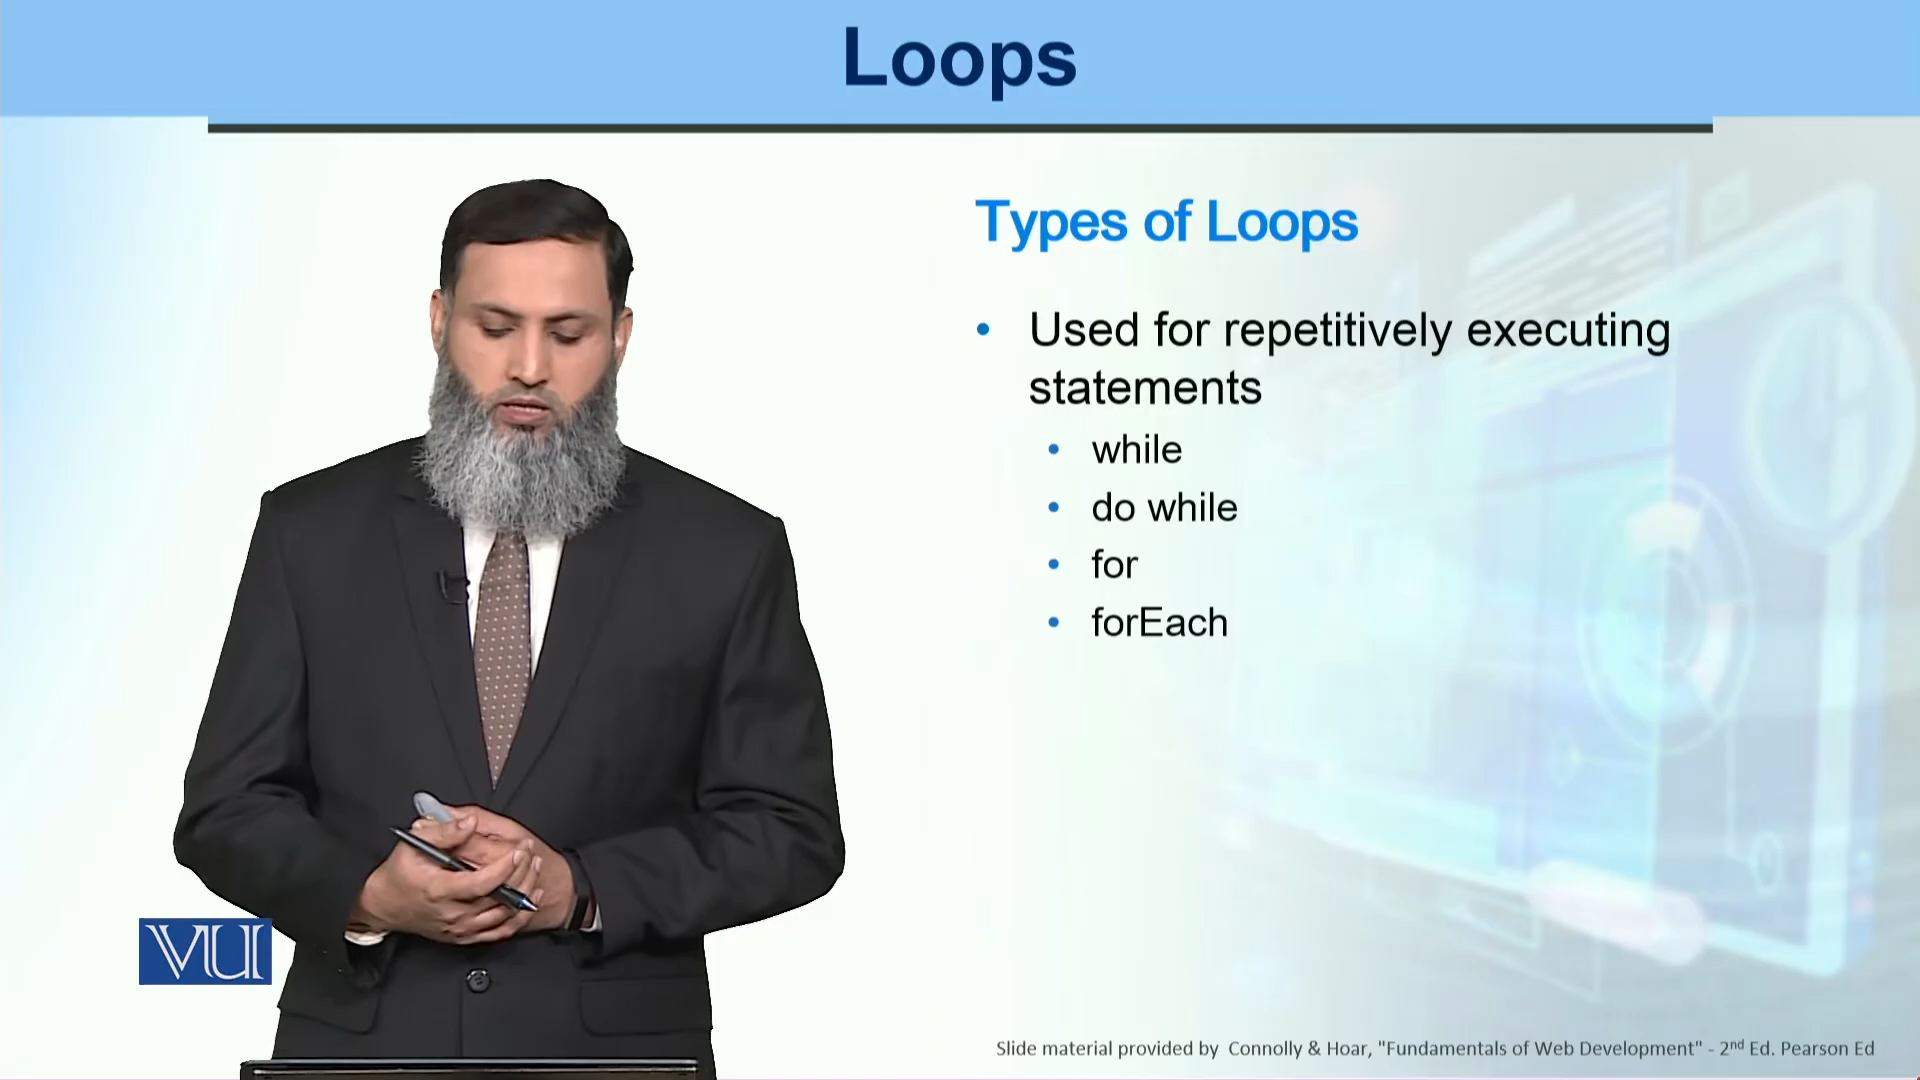 Loops
Types of Loops
• Used for repetitively executing
statements
• while
• do while
• for
• forEach
VU
Slide material provided by Connolly & Hoar, "Fundamentals of Web Development" - 2nd Ed. Pearson Ed